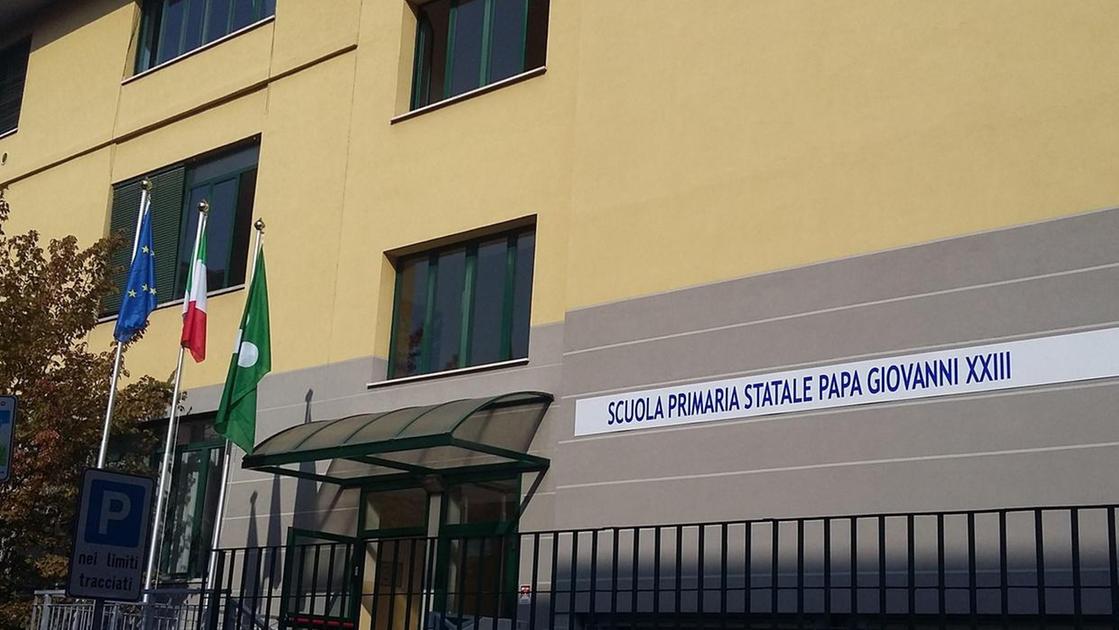 SCUOLA PRIMARIA STATALE PAPA GIOVANNI XXIII
P
nei limiti
tracciati